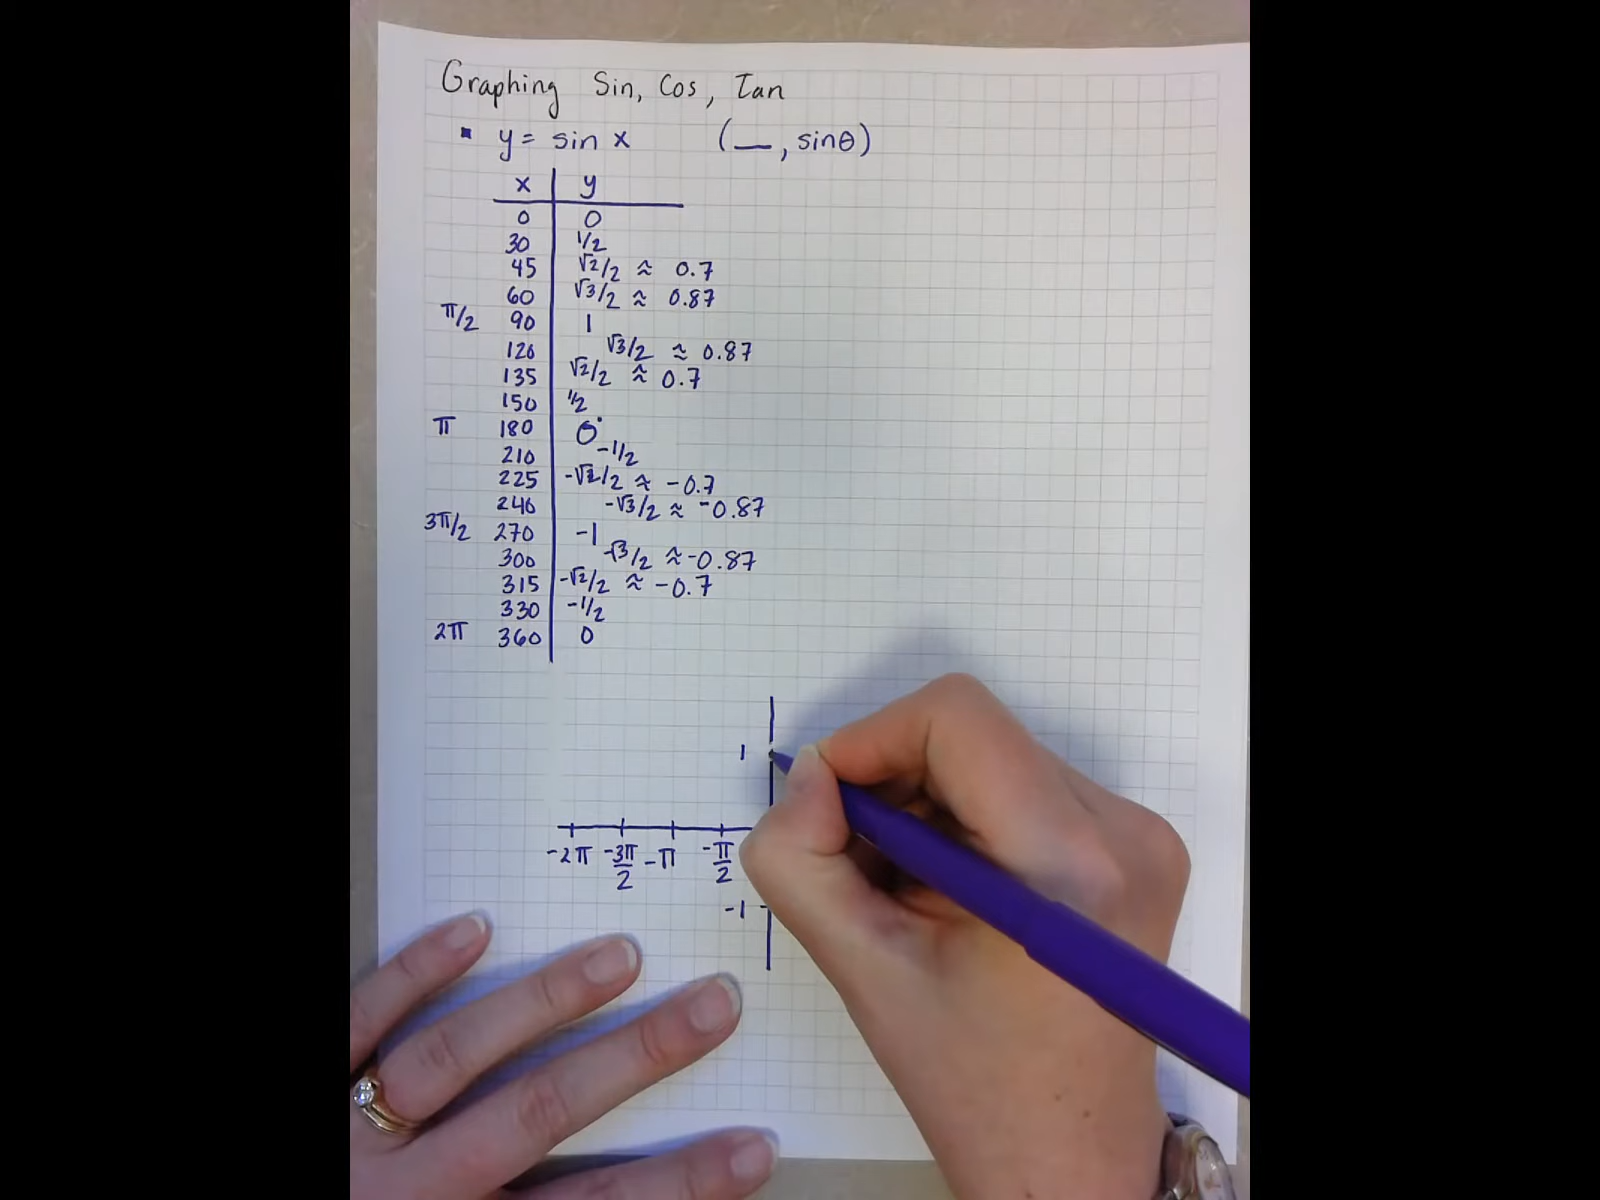 Graphing Sin, Cos, Tan
▪ y = sin x (__, sinθ)
x y
0 0
30 1/2
45 √2/2 ≈ 0.7
60 √3/2 ≈ 0.87
π/2 90 1
120 √3/2 ≈ 0.87
135 √2/2 ≈ 0.7
150 1/2
π 180 0
210 -1/2
225 -√2/2 ≈ -0.7
240 -√3/2 ≈ -0.87
3π/2 270 -1
300 -√3/2 ≈ -0.87
315 -√2/2 ≈ -0.7
330 -1/2
2π 360 0
1
-2π -3π/2 -π -π/2
-1